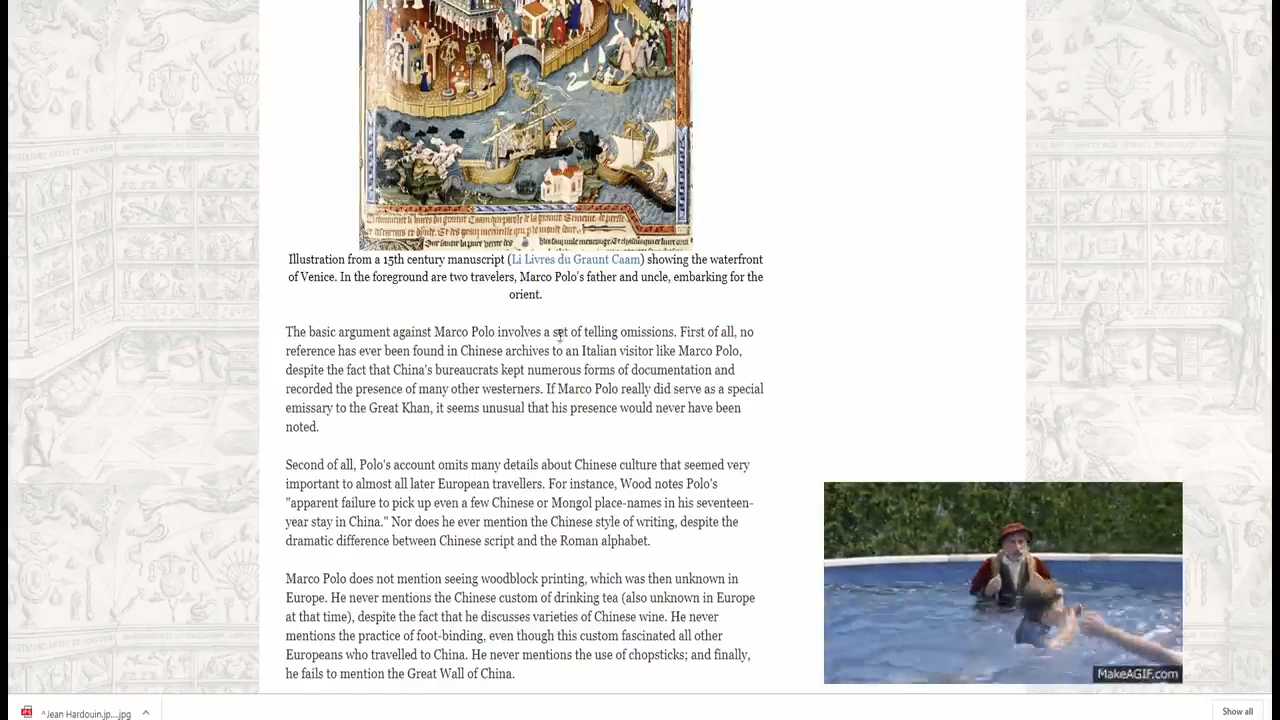 Illustration from a 15th century manuscript (Li Livres du Graunt Caam) showing the waterfront
of Venice. In the foreground are two travelers, Marco Polo's father and uncle, embarking for the
orient.
The basic argument against Marco Polo involves a set of telling omissions. First of all, no
reference has ever been found in Chinese archives to an Italian visitor like Marco Polo,
despite the fact that China's bureaucrats kept numerous forms of documentation and
recorded the presence of many other westerners. If Marco Polo really did serve as a special
emissary to the Great Khan, it seems unusual that his presence would never have been
noted.
Second of all, Polo's account omits many details about Chinese culture that seemed very
important to almost all later European travellers. For instance, Wood notes Polo's
"apparent failure to pick up even a few Chinese or Mongol place-names in his seventeen-
year stay in China." Nor does he ever mention the Chinese style of writing, despite the
dramatic difference between Chinese script and the Roman alphabet.
Marco Polo does not mention seeing woodblock printing, which was then unknown in
Europe. He never mentions the Chinese custom of drinking tea (also unknown in Europe
at that time), despite the fact that he discusses varieties of Chinese wine. He never
mentions the practice of foot-binding, even though this custom fascinated all other
Europeans who travelled to China. He never mentions the use of chopsticks; and finally,
he fails to mention the Great Wall of China.
MakeAGIF.com
^Jean Hardouin.jp....jpg
Show all